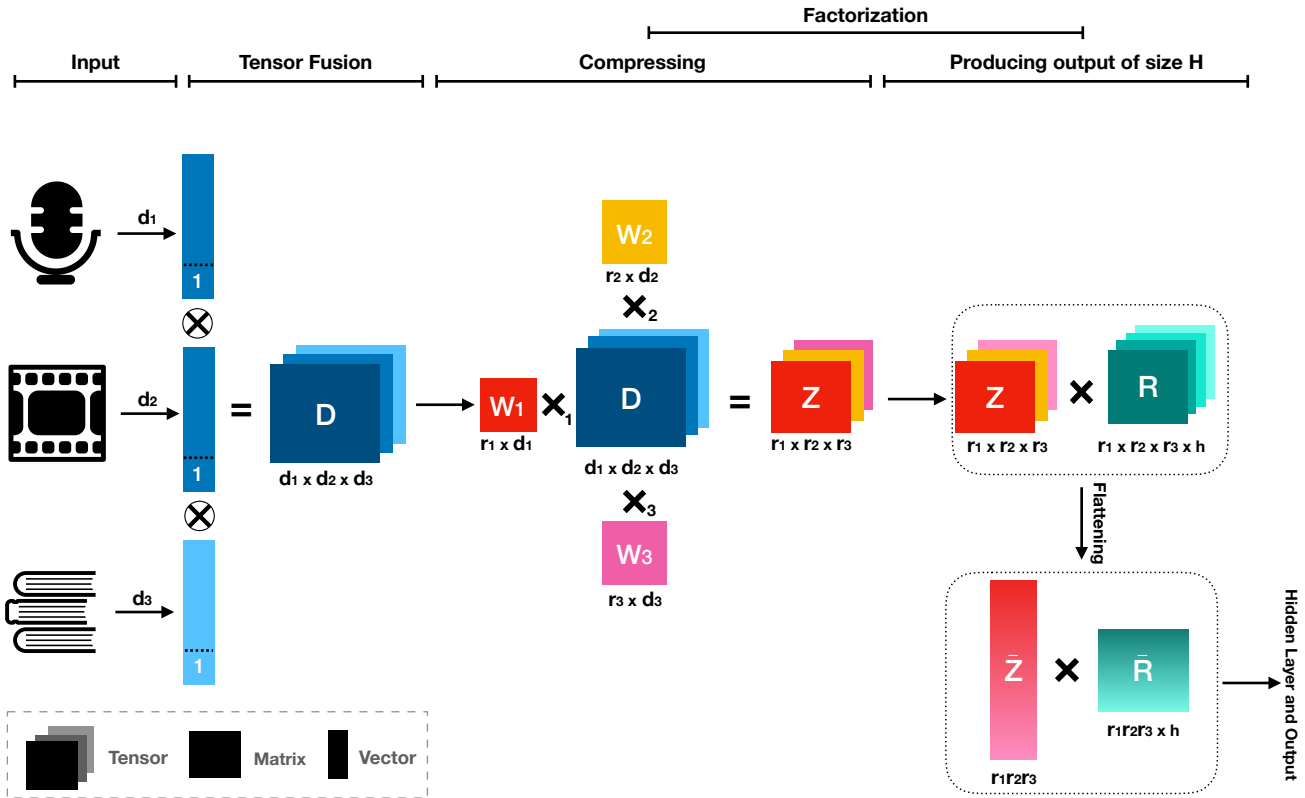 Factorization
Input
Tensor Fusion
Compressing
Producing output of size H
d₁
1
d₂
1
d₃
1
=
D
d₁ x d₂ x d₃
W₂
r₂ x d₂
×₂
W₁
r₁ x d₁
×₁
D
d₁ x d₂ x d₃
×₃
W₃
r₃ x d₃
=
Z
r₁ x r₂ x r₃
Z
r₁ x r₂ x r₃
×
R
r₁ x r₂ x r₃ x h
Flattening
Z̄
r₁r₂r₃
×
R̄
r₁r₂r₃ x h
Hidden Layer and Output
Tensor
Matrix
Vector